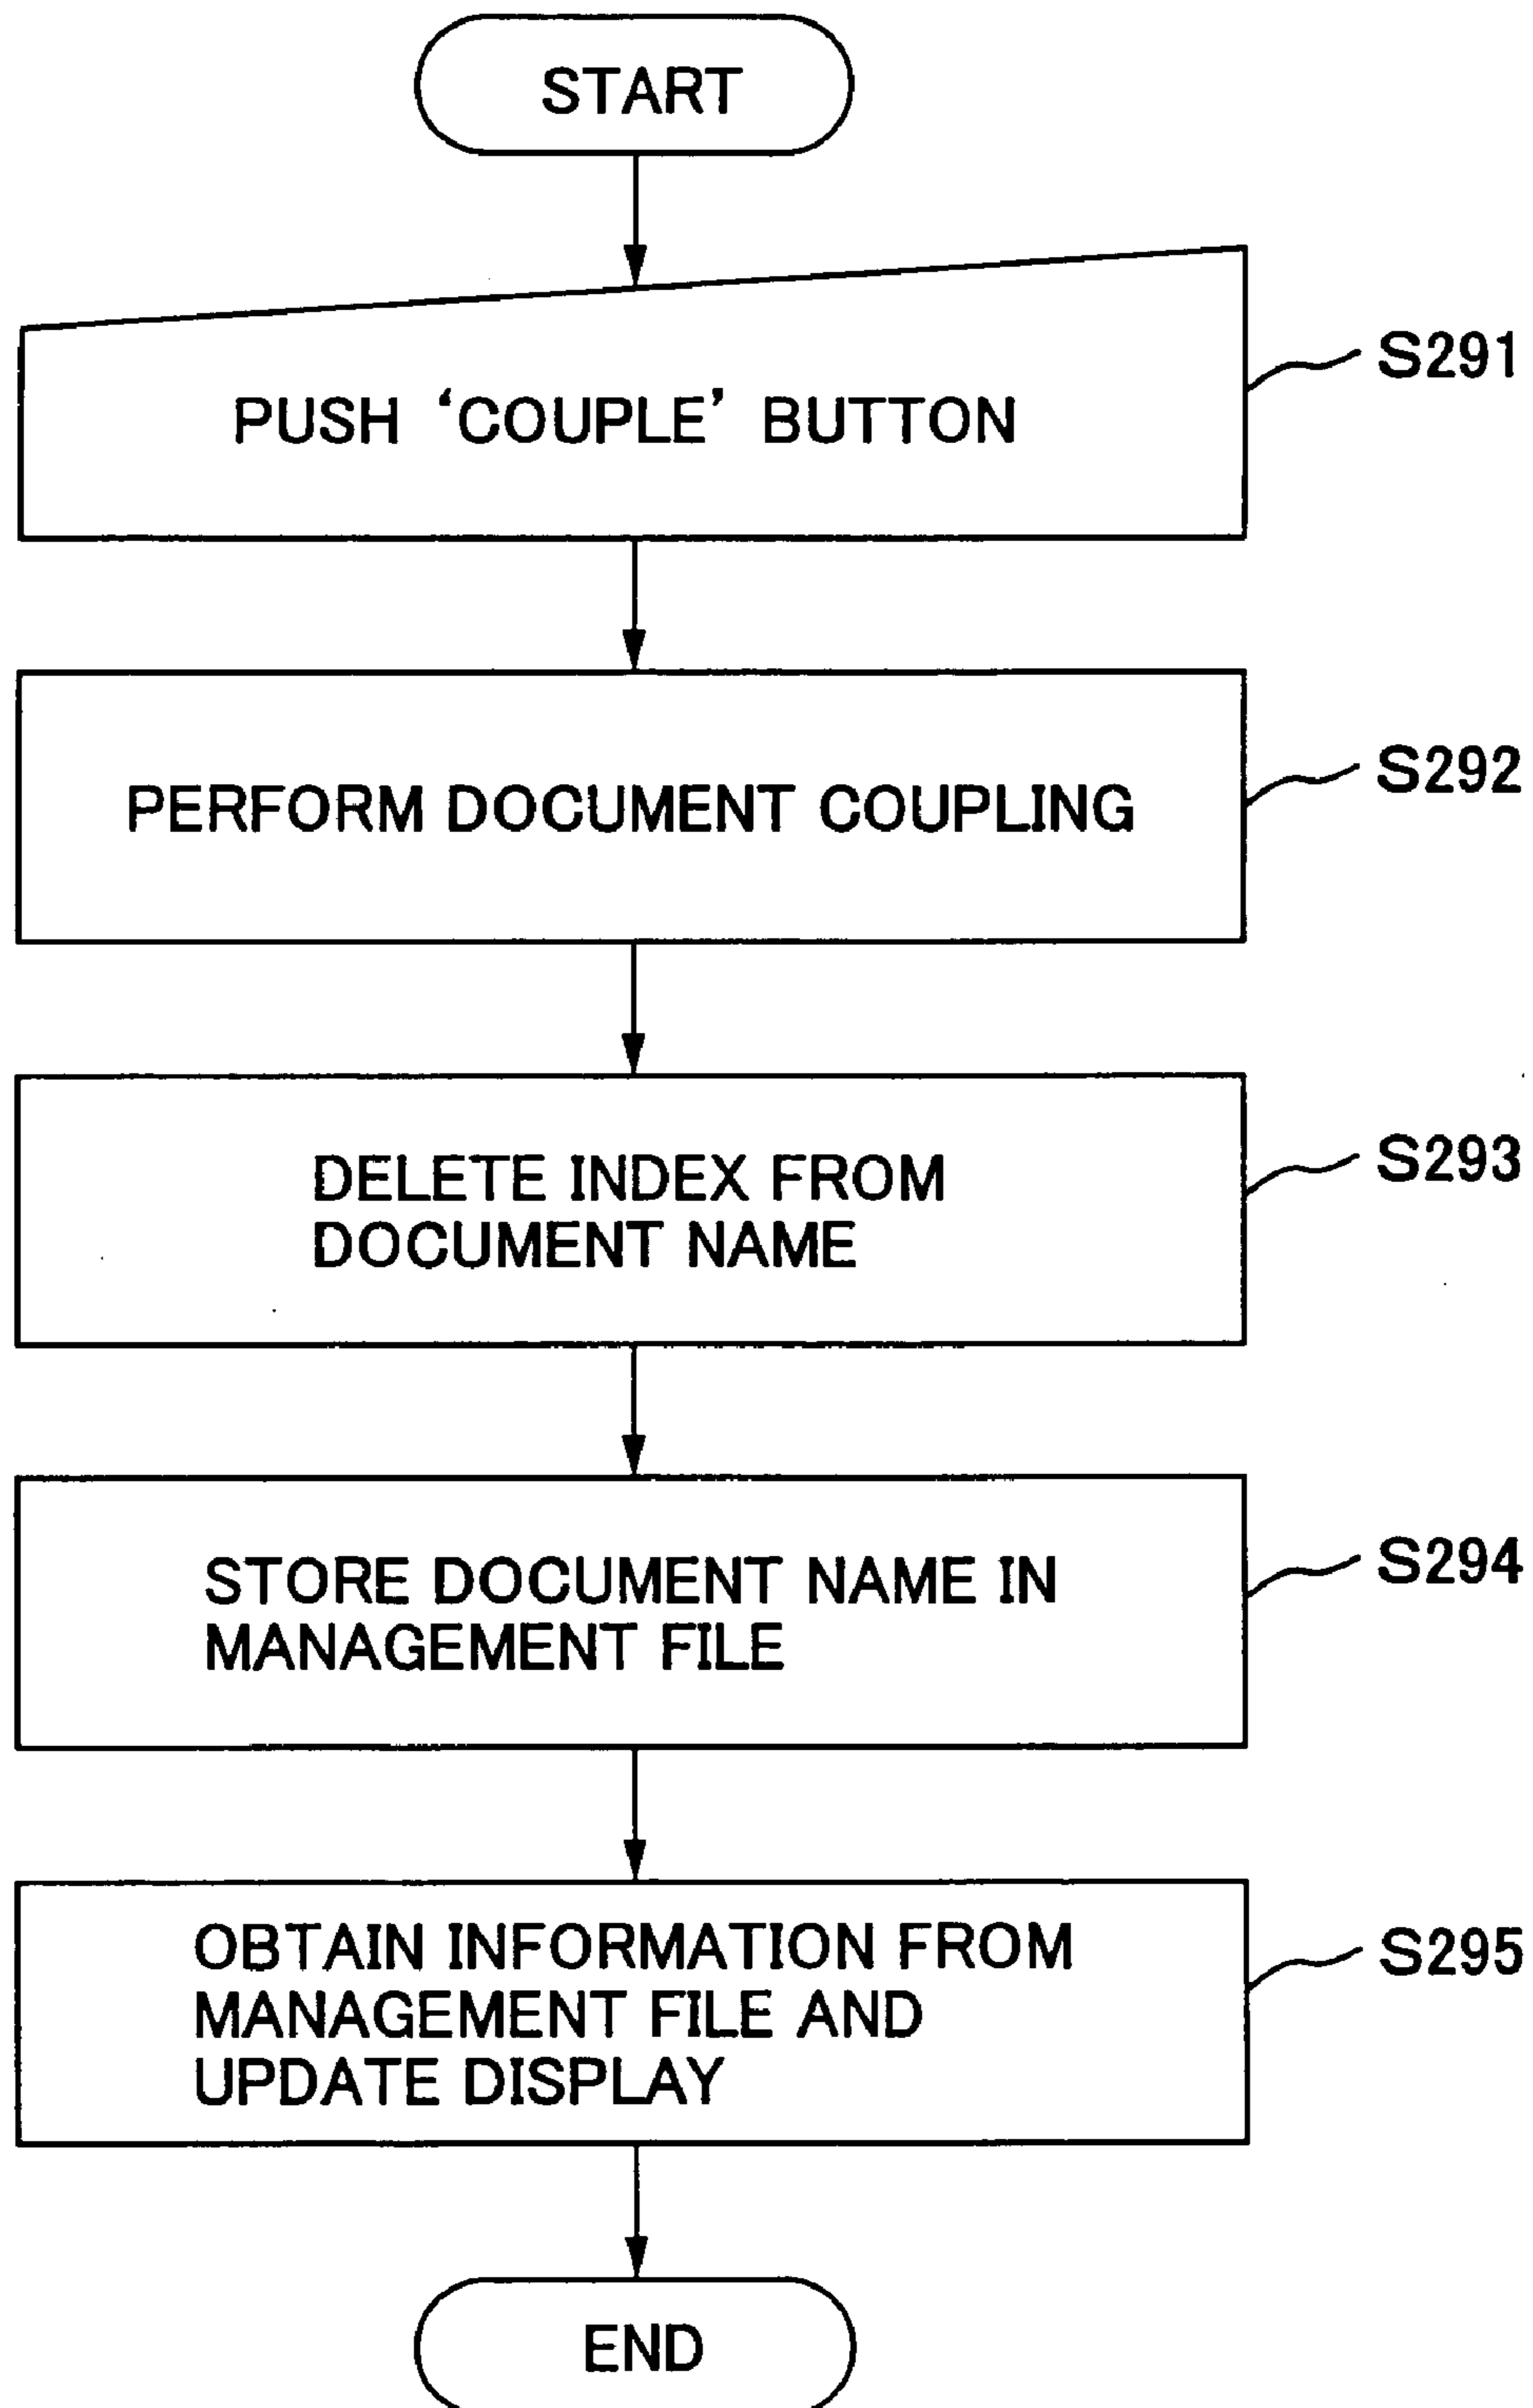 START
PUSH ‘COUPLE’ BUTTON
S291
PERFORM DOCUMENT COUPLING
S292
DELETE INDEX FROM
DOCUMENT NAME
S293
STORE DOCUMENT NAME IN
MANAGEMENT FILE
S294
OBTAIN INFORMATION FROM
MANAGEMENT FILE AND
UPDATE DISPLAY
S295
END